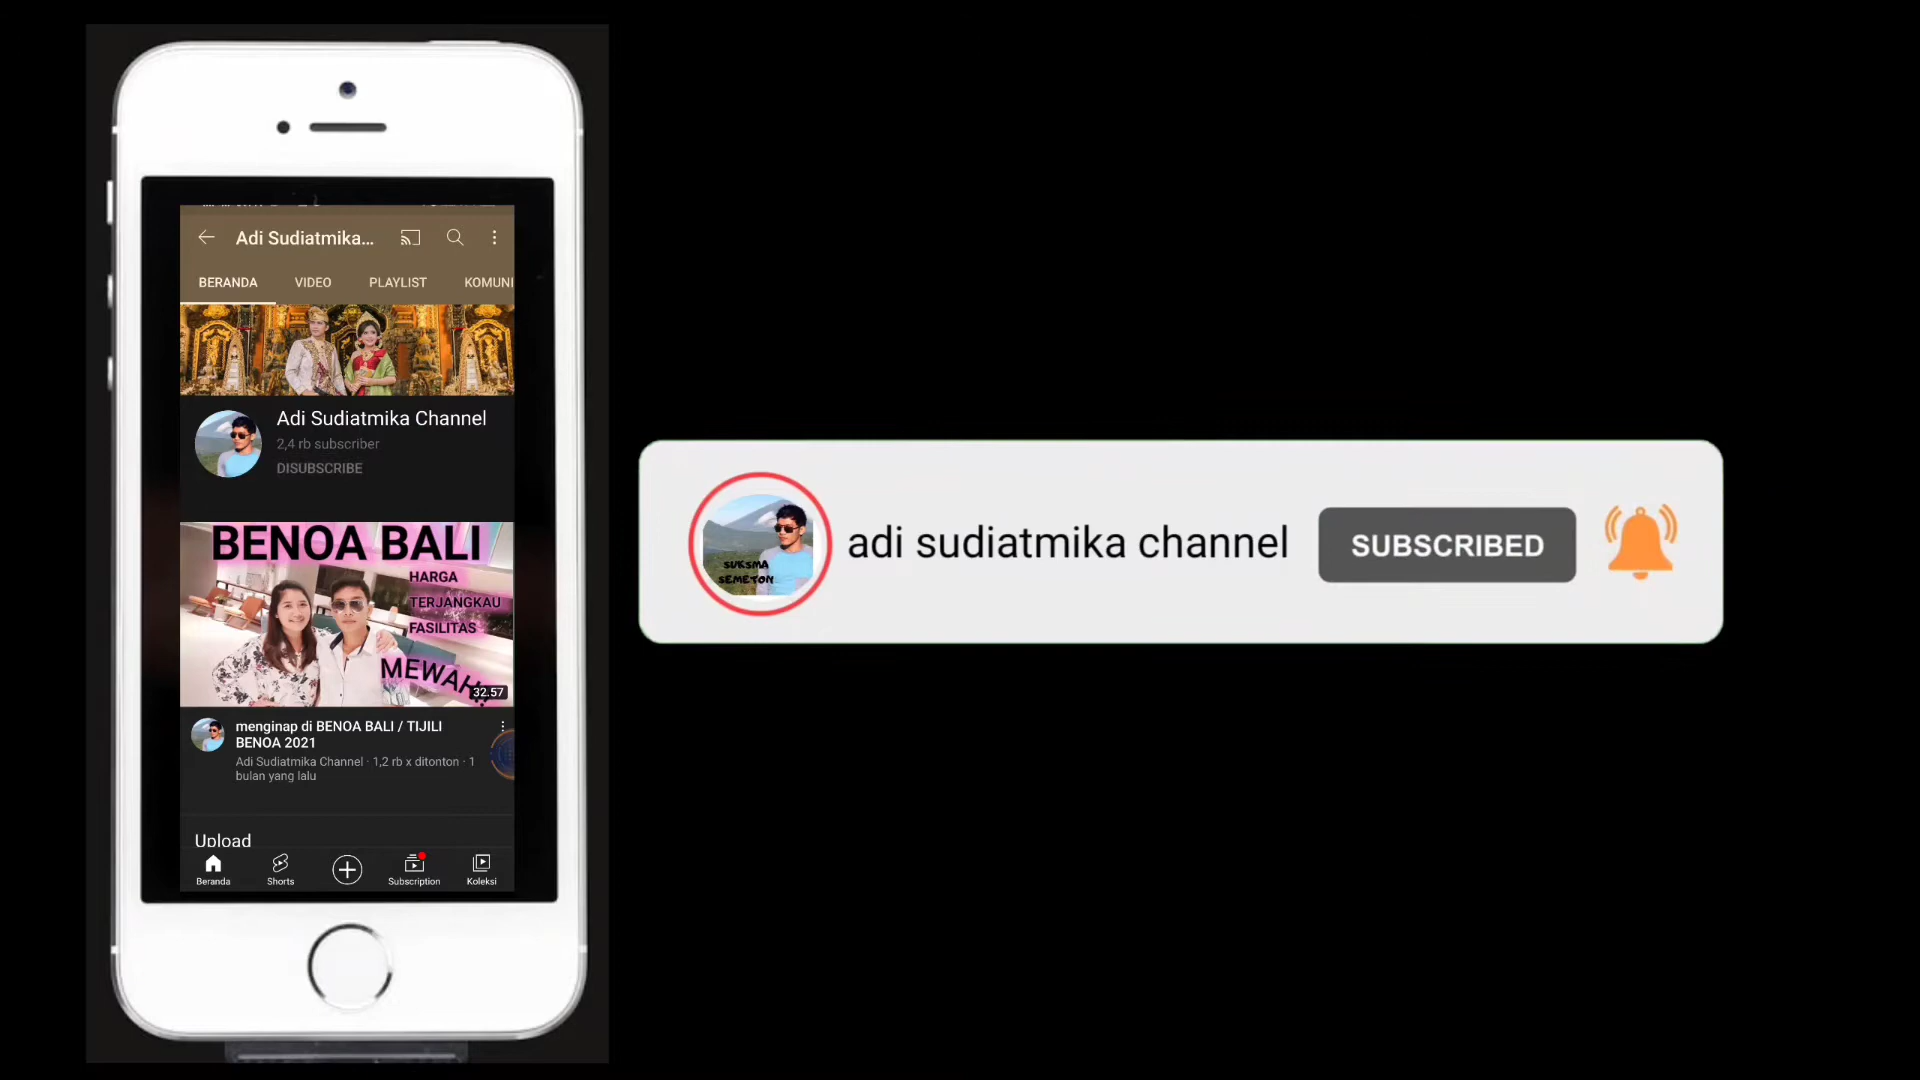 Adi Sudiatmika...
BERANDA VIDEO PLAYLIST KOMUNI
Adi Sudiatmika Channel
2,4 rb subscriber
DISUBSCRIBE
BENOA BALI
HARGA
TERJANGKAU
FASILITAS
MEWAH
32.57
menginap di BENOA BALI / TIJILI
BENOA 2021
Adi Sudiatmika Channel · 1,2 rb x ditonton · 1
bulan yang lalu
Upload
Beranda Shorts Subscription Koleksi
SUKSMA
SEMETON
adi sudiatmika channel
SUBSCRIBED